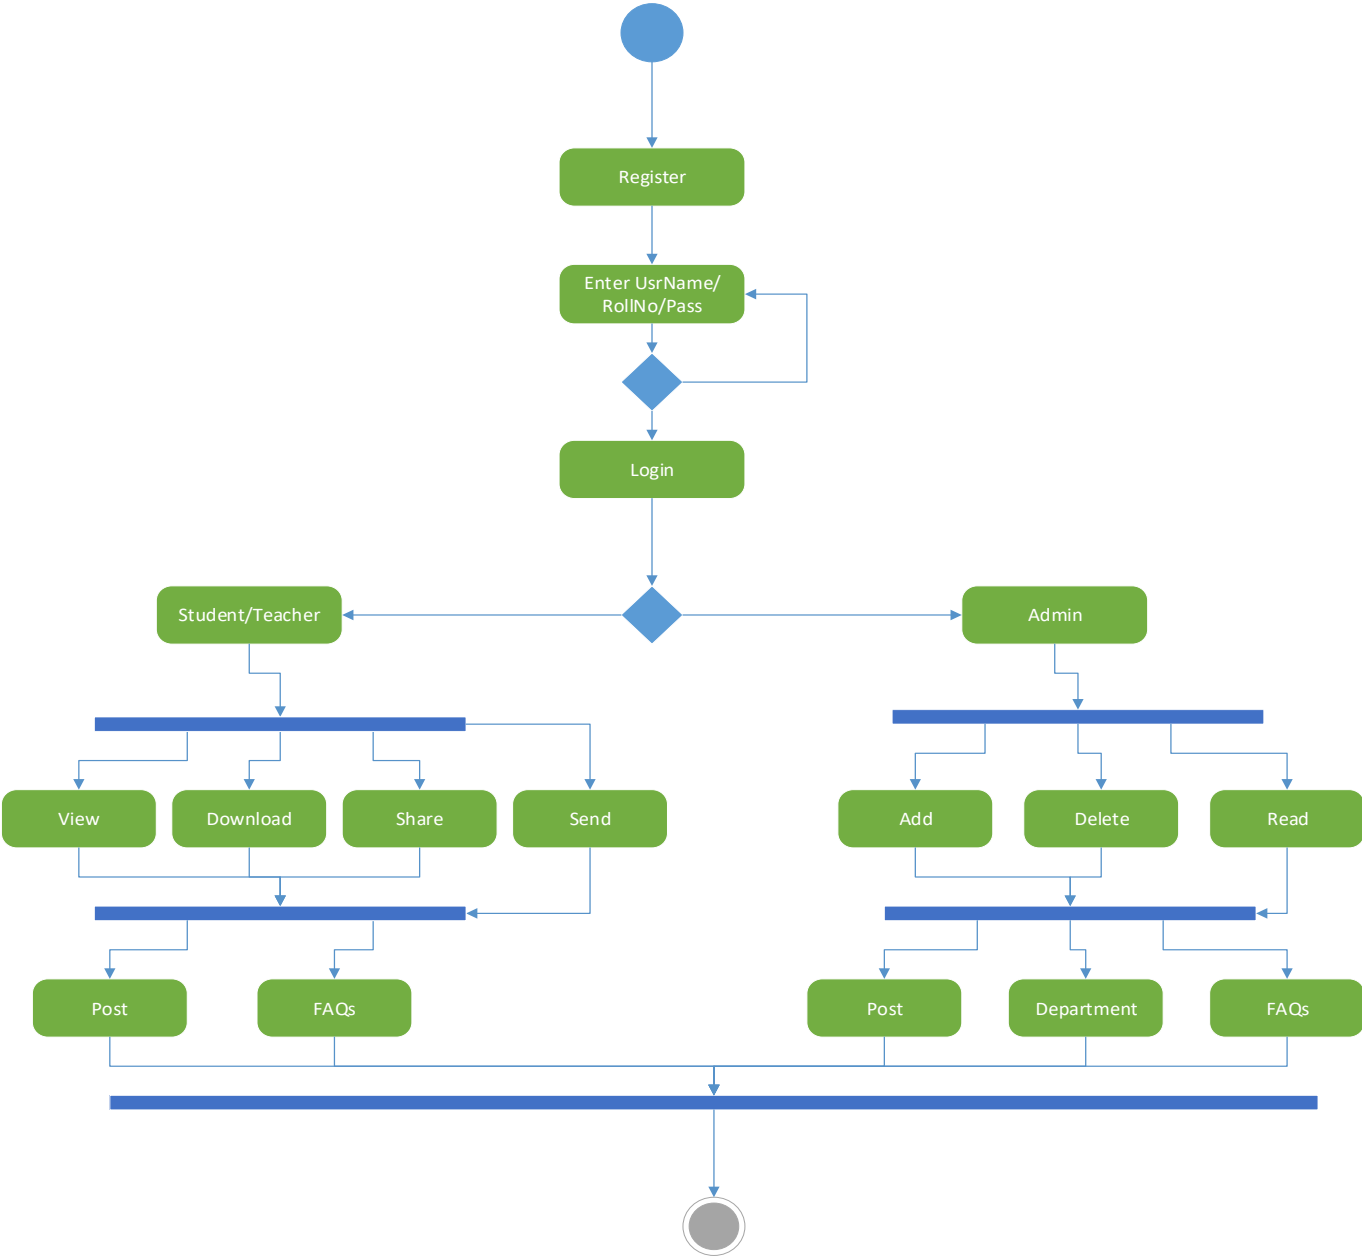 Register
Enter UsrName/
RollNo/Pass
Login
Student/Teacher
Admin
View
Download
Share
Send
Add
Delete
Read
Post
FAQs
Post
Department
FAQs